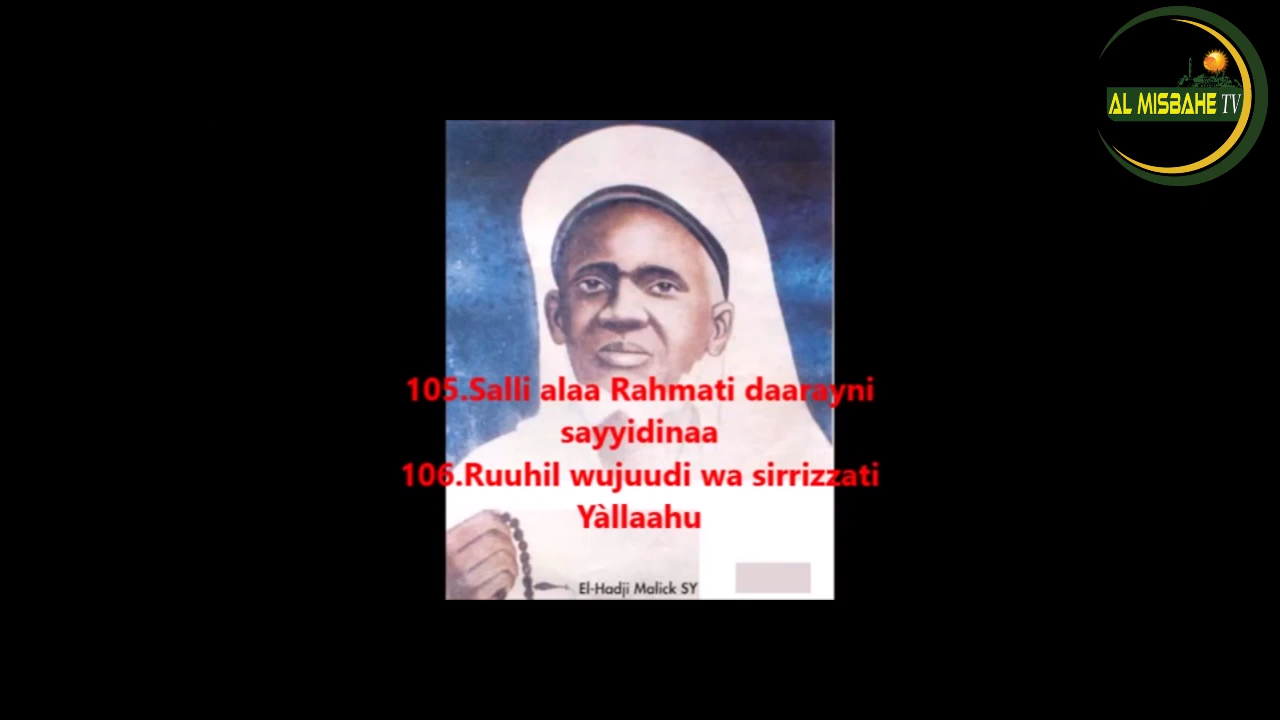 AL MISBAHE TV
105.Salli alaa Rahmati daarayni
sayyidinaa
106.Ruuhil wujuudi wa sirrizzati
Yàllaahu
El-Hadji Malick SY